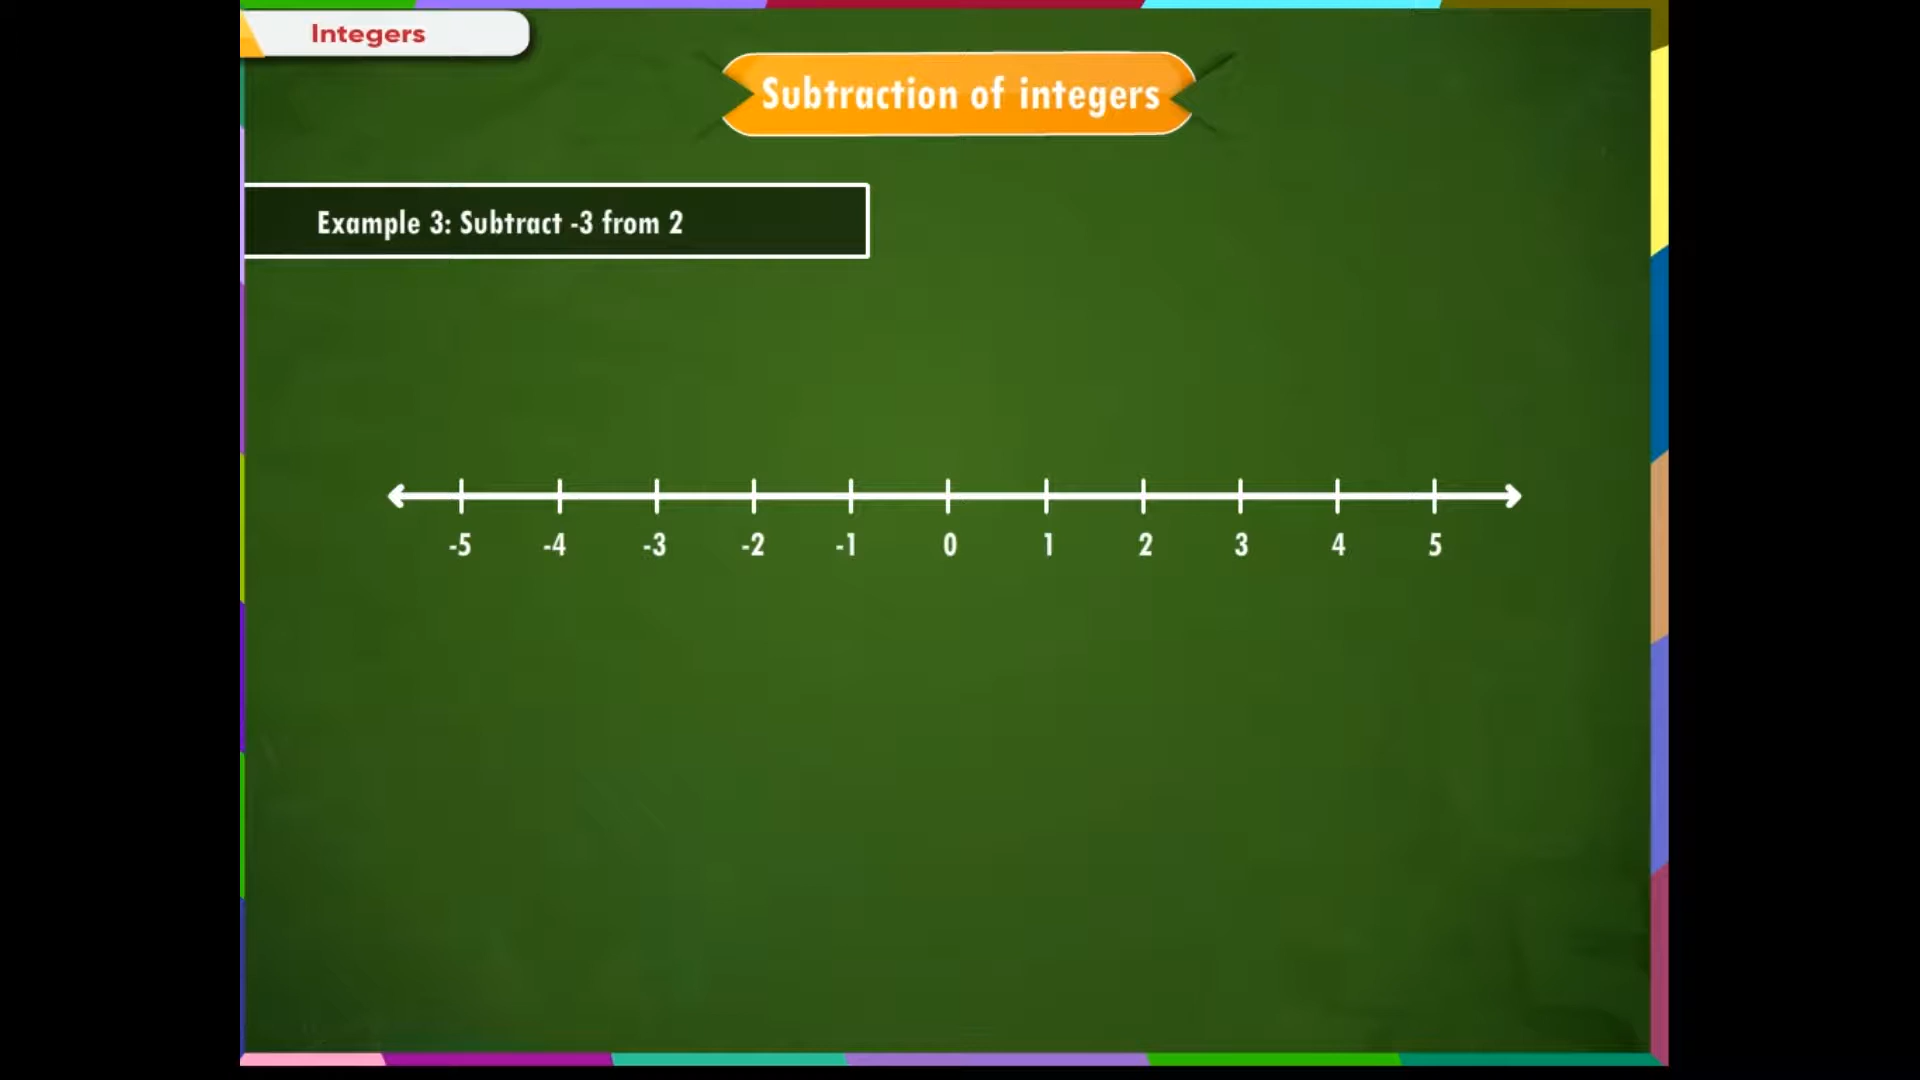 Integers
Subtraction of integers
Example 3: Subtract -3 from 2
-5 -4 -3 -2 -1 0 1 2 3 4 5